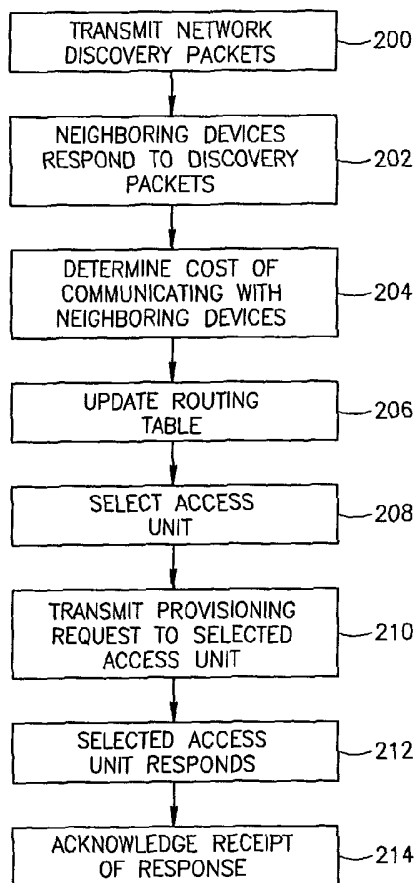 TRANSMIT NETWORK
DISCOVERY PACKETS
200
NEIGHBORING DEVICES
RESPOND TO DISCOVERY
PACKETS
202
DETERMINE COST OF
COMMUNICATING WITH
NEIGHBORING DEVICES
204
UPDATE ROUTING
TABLE
206
SELECT ACCESS
UNIT
208
TRANSMIT PROVISIONING
REQUEST TO SELECTED
ACCESS UNIT
210
SELECTED ACCESS
UNIT RESPONDS
212
ACKNOWLEDGE RECEIPT
OF RESPONSE
214